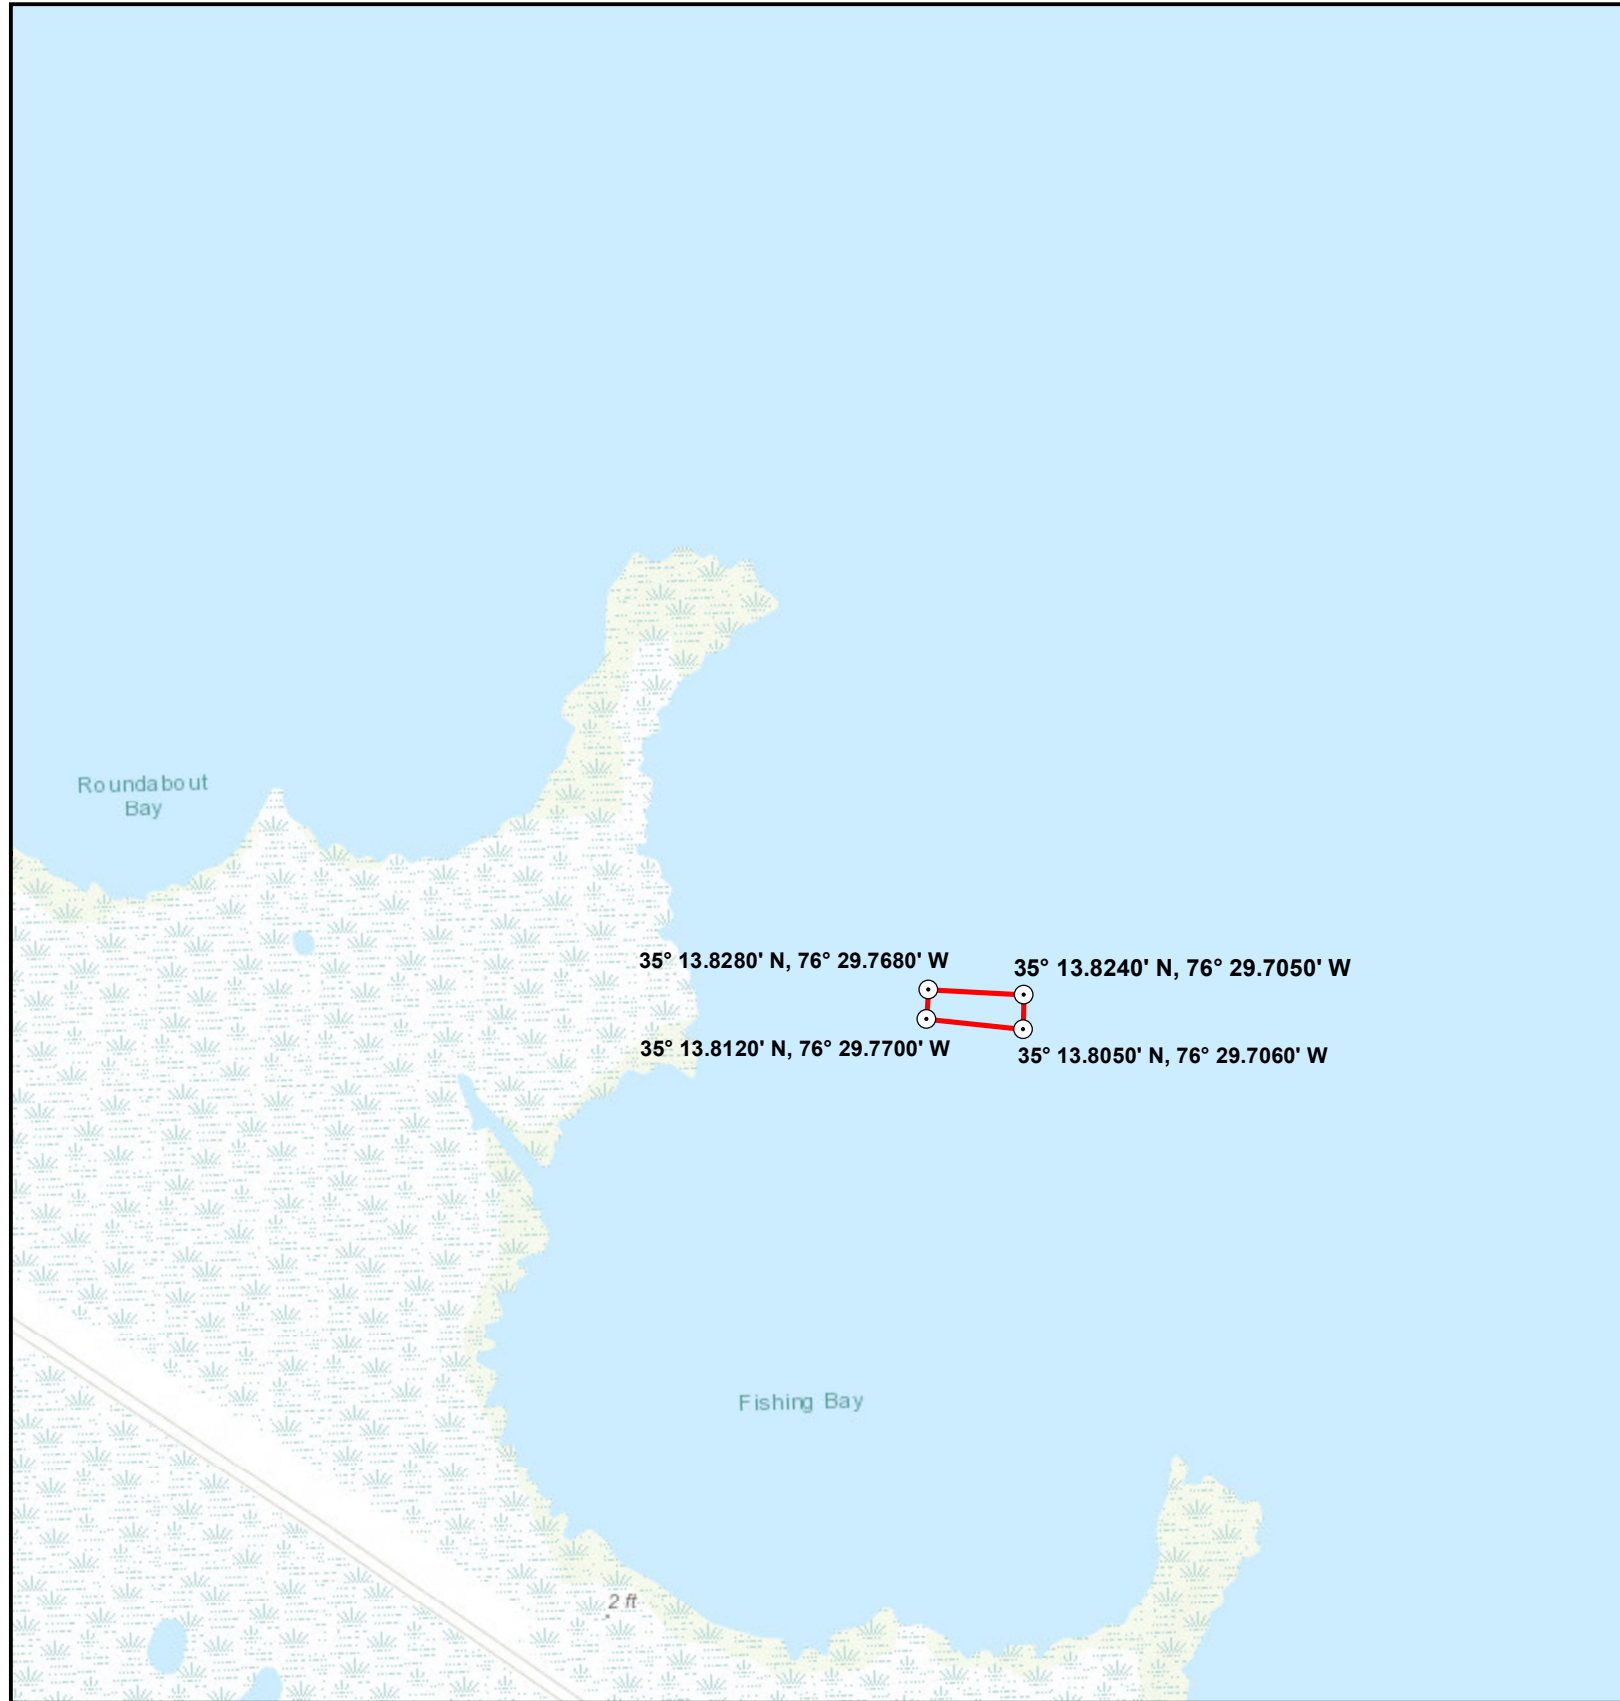 Roundabout
Bay
35° 13.8280' N, 76° 29.7680' W
35° 13.8240' N, 76° 29.7050' W
35° 13.8120' N, 76° 29.7700' W
35° 13.8050' N, 76° 29.7060' W
Fishing Bay
2 ft